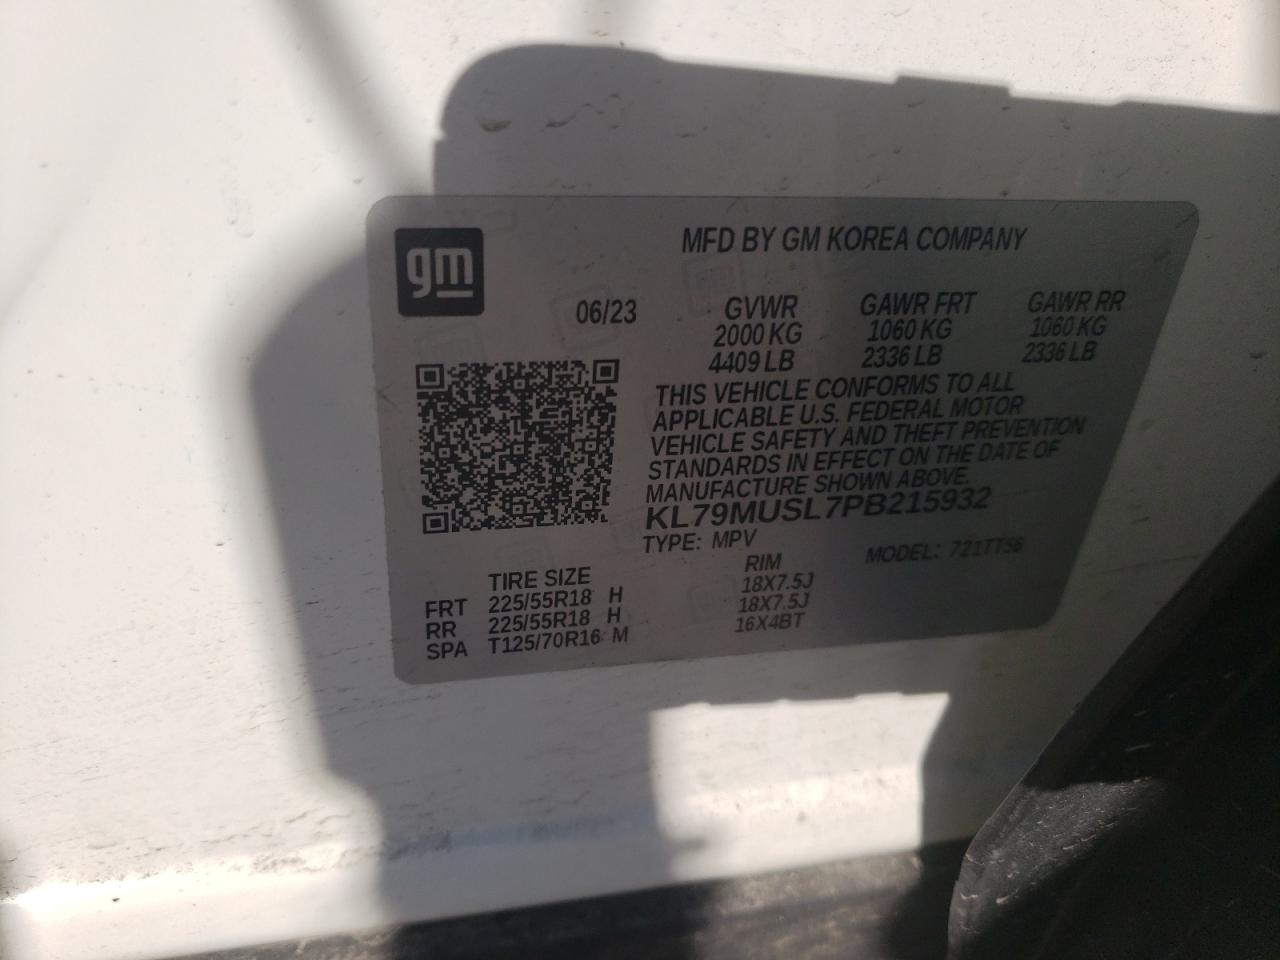 gm
MFD BY GM KOREA COMPANY
06/23 GVWR GAWR FRT GAWR RR
2000 KG 1060 KG 1060 KG
4409 LB 2336 LB 2336 LB
THIS VEHICLE CONFORMS TO ALL
APPLICABLE U.S. FEDERAL MOTOR
VEHICLE SAFETY AND THEFT PREVENTION
STANDARDS IN EFFECT ON THE DATE OF
MANUFACTURE SHOWN ABOVE.
KL79MUSL7PB215932
TYPE: MPV MODEL: 721TT56
TIRE SIZE RIM
FRT 225/55R18 H 18X7.5J
RR 225/55R18 H 18X7.5J
SPA T125/70R16 M 16X4BT